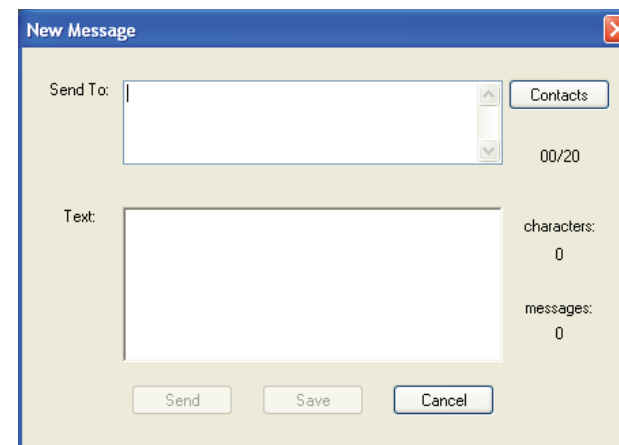 New Message
Send To:
Contacts
00/20
Text:
characters:
0
messages:
0
Send Save Cancel